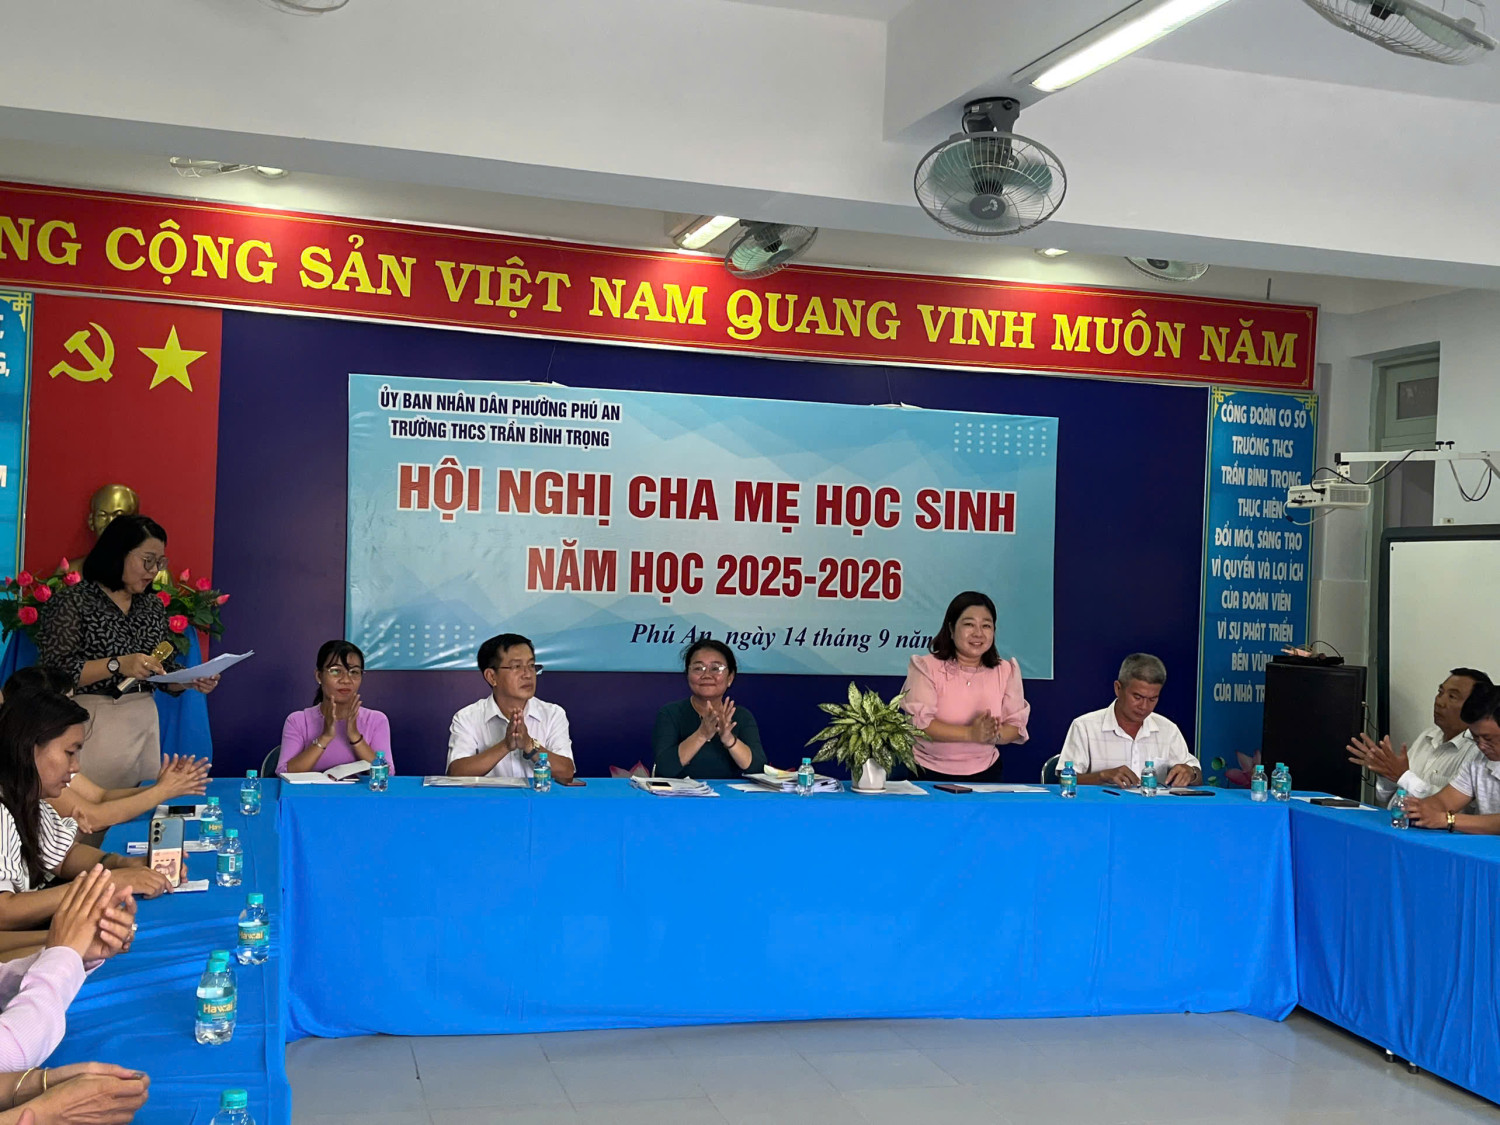 NG CỘNG SẢN VIỆT NAM QUANG VINH MUÔN NĂM
ỦY BAN NHÂN DÂN PHƯỜNG PHÚ AN
TRƯỜNG THCS TRẦN BÌNH TRỌNG
HỘI NGHỊ CHA MẸ HỌC SINH
NĂM HỌC 2025-2026
Phú An, ngày 14 tháng 9 năm
CÔNG ĐOÀN CƠ SỞ
TRƯỜNG THCS
TRẦN BÌNH TRỌNG
THỰC HIỆN
ĐỔI MỚI, SÁNG TẠO
VÌ QUYỀN VÀ LỢI ÍCH
CỦA ĐOÀN VIÊN
VÌ SỰ PHÁT TRIỂN
BỀN VỮNG
CỦA NHÀ TR